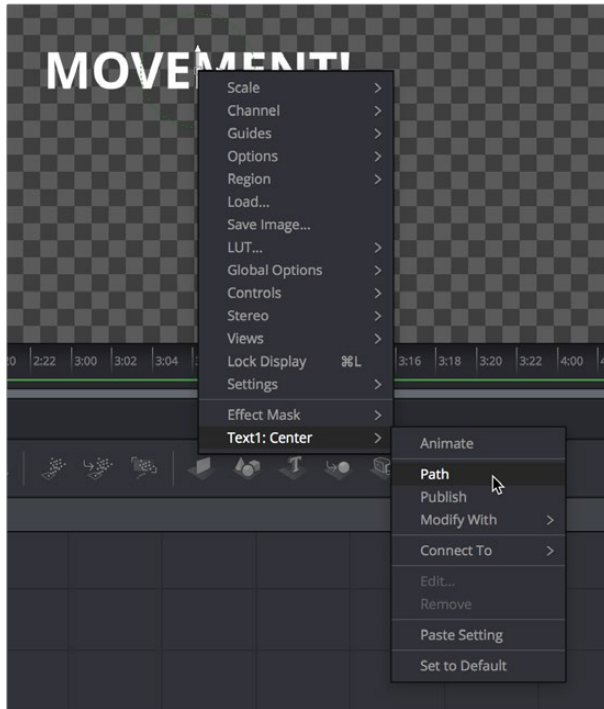 MOVEMENT!
Scale
Channel
Guides
Options
Region
Load...
Save Image...
LUT...
Global Options
Controls
Stereo
Views
Lock Display ⌘L
Settings
2:22 3:00 3:02 3:04 3:16 3:18 3:20 3:22 4:00
Effect Mask
Text1: Center
Animate
Path
Publish
Modify With
Connect To
Edit...
Remove
Paste Setting
Set to Default